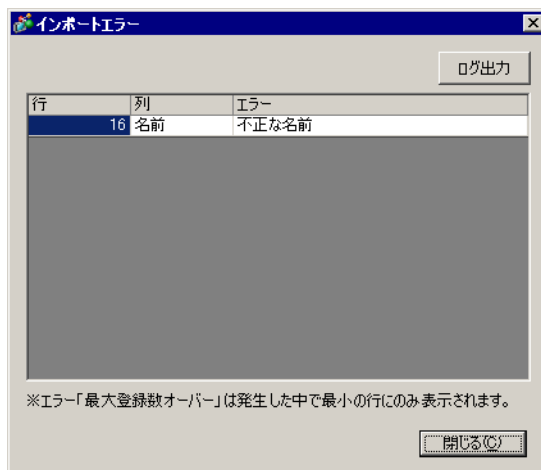 インポートエラー
ログ出力
行 列 エラー
16 名前 不正な名前
※エラー「最大登録数オーバー」は発生した中で最小の行にのみ表示されます。
閉じる(C)